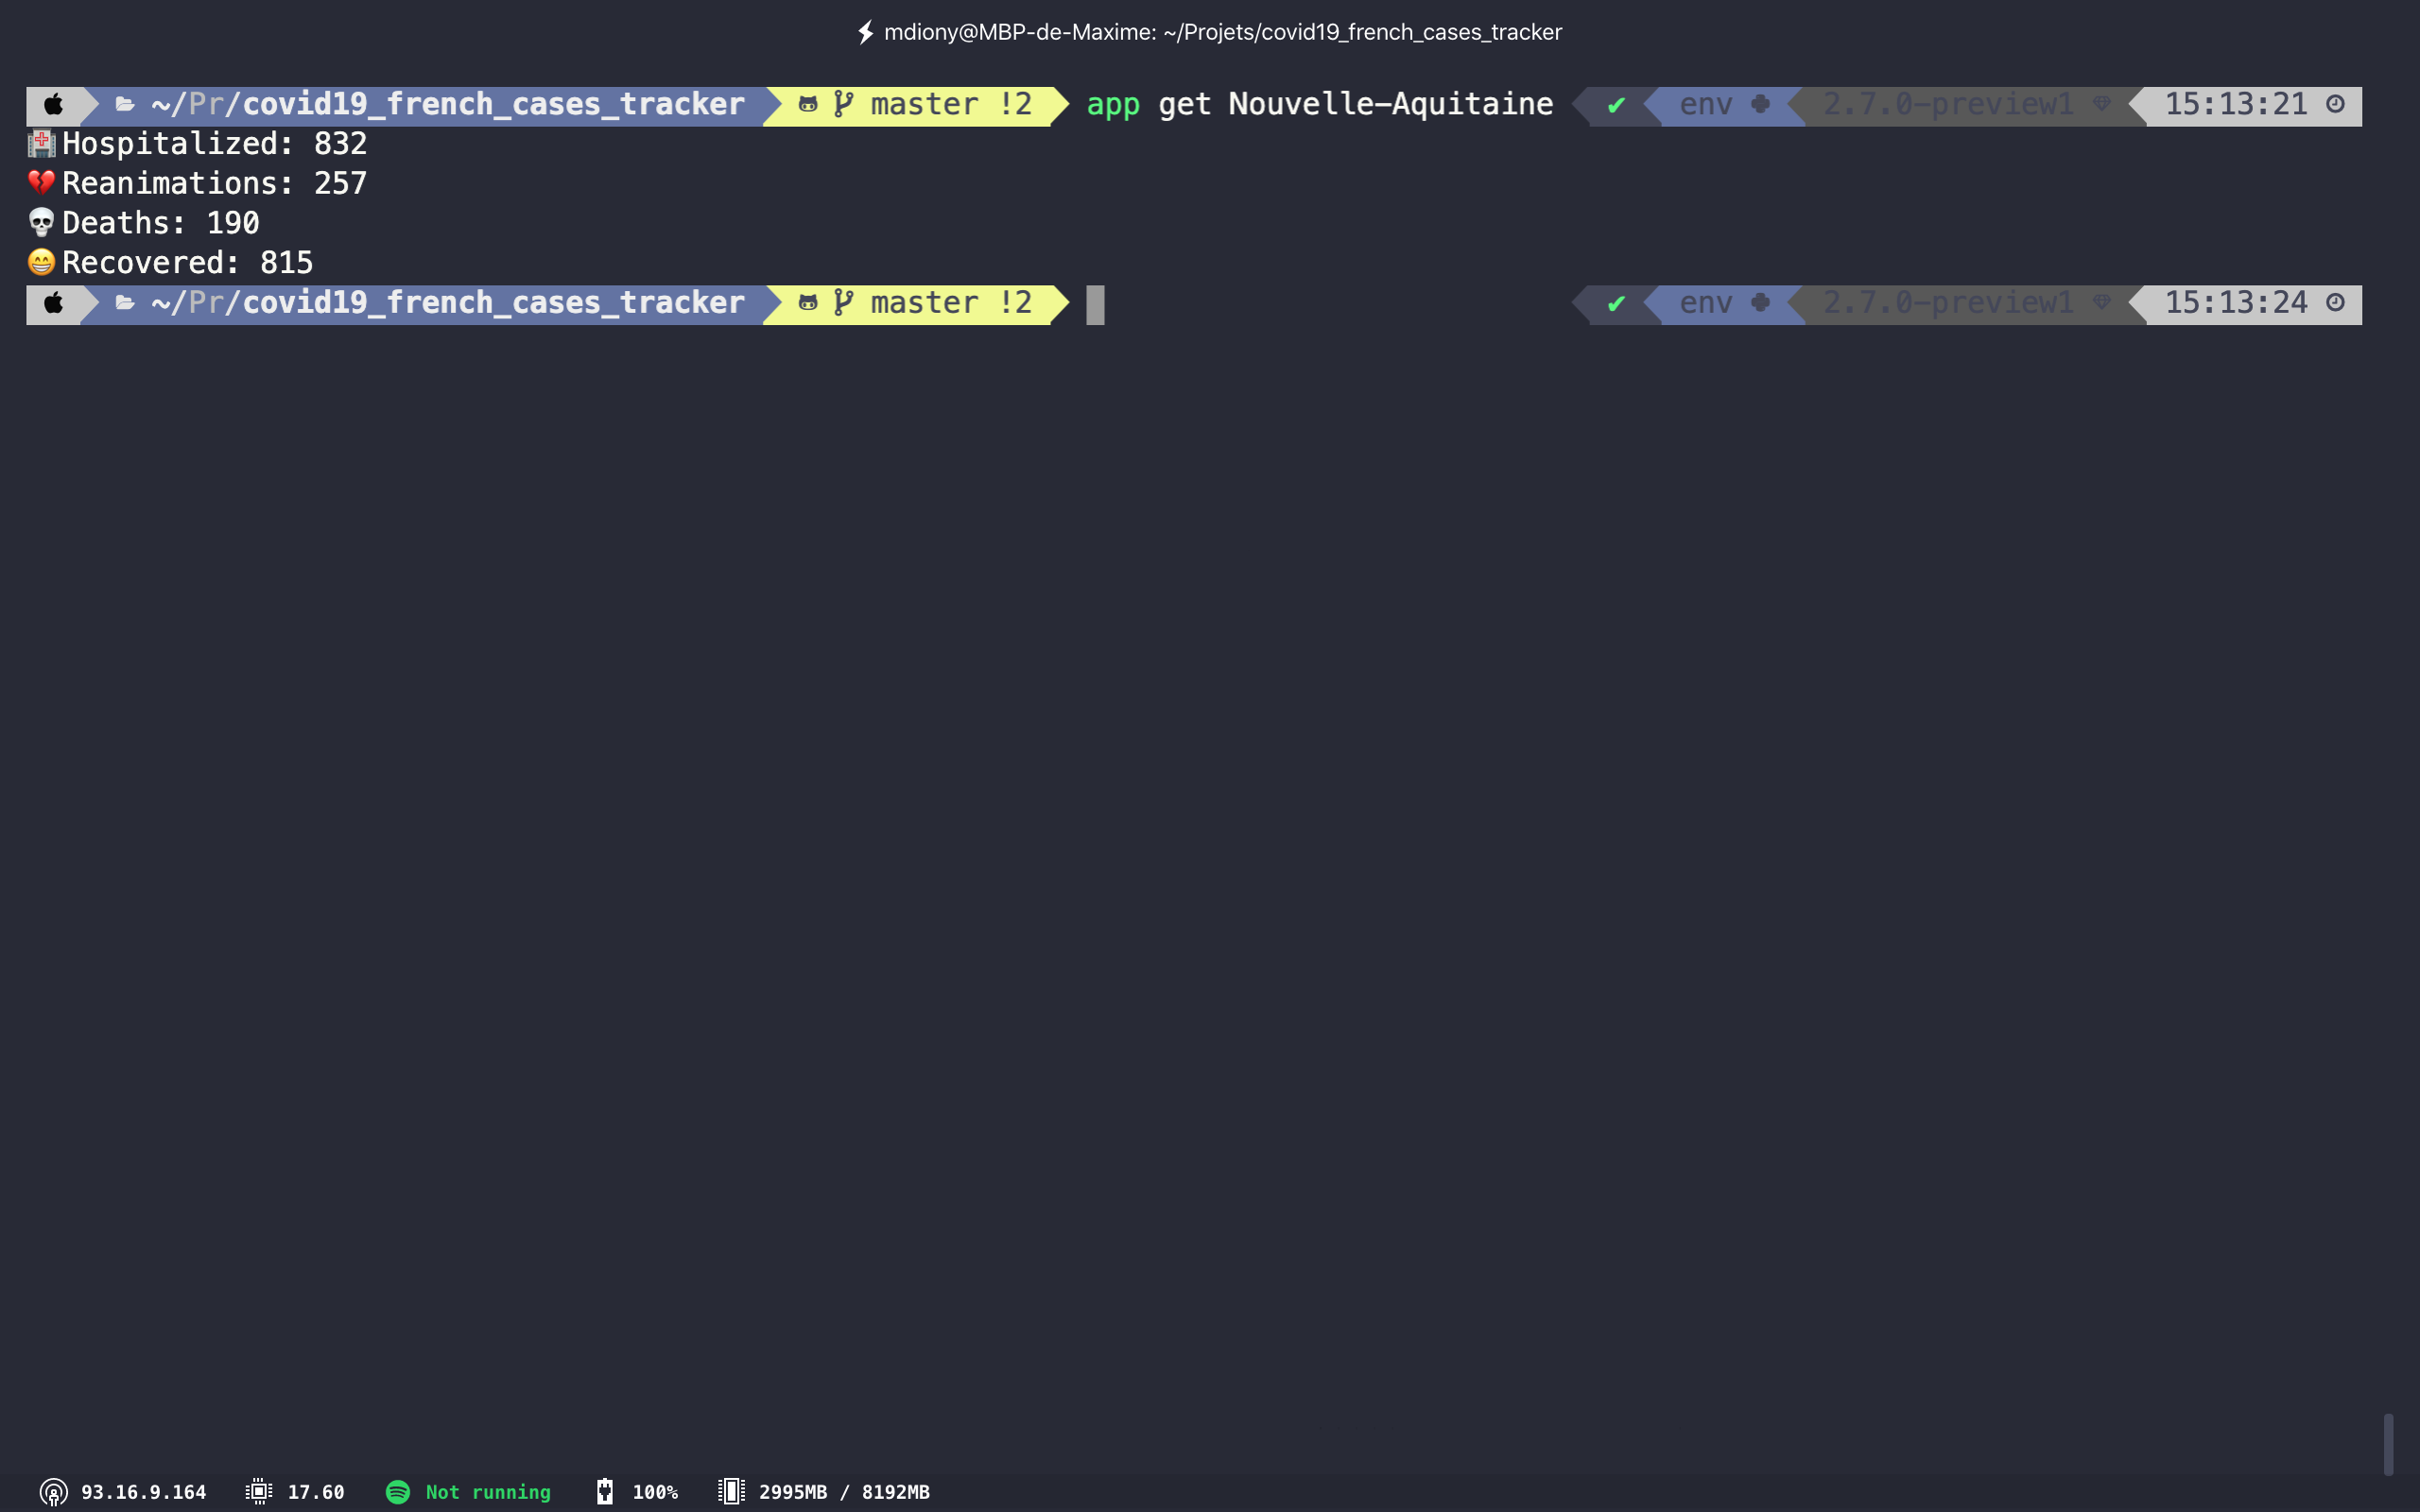 mdiony@MBP-de-Maxime: ~/Projets/covid19_french_cases_tracker
~/Pr/covid19_french_cases_tracker master !2 app get Nouvelle-Aquitaine ✔ env 2.7.0-preview1 15:13:21
🏥Hospitalized: 832
💔Reanimations: 257
💀Deaths: 190
😁Recovered: 815
~/Pr/covid19_french_cases_tracker master !2 ✔ env 2.7.0-preview1 15:13:24
93.16.9.164 17.60 Not running 100% 2995MB / 8192MB